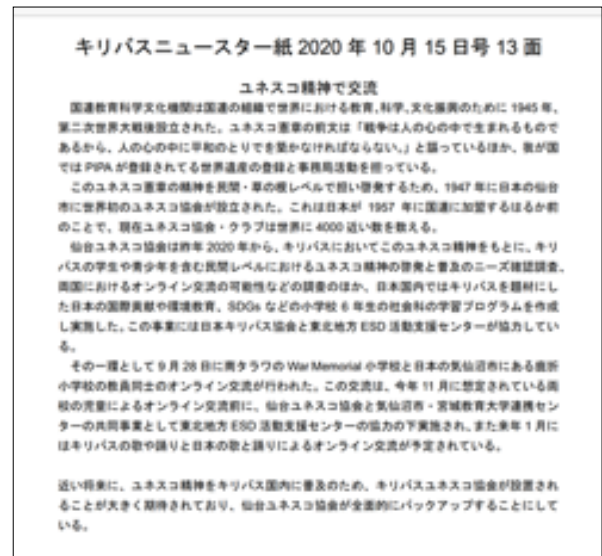 キリバスニュースター紙 2020 年 10 月 15 日号 13 面
ユネスコ精神で交流
国連教育科学文化機関は国連の組織で世界における教育、科学、文化振興のために 1945 年、
第二次世界大戦後設立された。ユネスコ憲章の前文は「戦争は人の心の中で生まれるもので
あるから、人の心の中に平和のとりでを築かなければならない。」と謳っているほか、我が国
では PIPA が登録されてる世界遺産の登録と事務局活動を担っている。
このユネスコ憲章の精神を民間・草の根レベルで担い啓発するため、1947 年に日本の仙台
市に世界初のユネスコ協会が設立された。これは日本が 1957 年に国連に加盟するはるか前
のことで、現在ユネスコ協会・クラブは世界に 4000 近い数を数える。
仙台ユネスコ協会は昨年 2020 年から、キリバスにおいてこのユネスコ精神をもとに、キリ
バスの学生や青少年を含む民間レベルにおけるユネスコ精神の啓発と普及のニーズ確認調査、
両国におけるオンライン交流の可能性などの調査のほか、日本国内ではキリバスを題材にし
た日本の国際貢献や環境教育、SDGs などの小学校 6 年生の社会科の学習プログラムを作成
し実施した。この事業には日本キリバス協会と東北地方 ESD 活動支援センターが協力してい
る。
その一環として 9 月 28 日に南タラワの War Memorial 小学校と日本の気仙沼市にある鹿折
小学校の教員同士のオンライン交流が行われた。この交流は、今年 11 月に想定されている両
校の児童によるオンライン交流前に、仙台ユネスコ協会と気仙沼市・宮城教育大学連携セン
ターの共同事業として東北地方 ESD 活動支援センターの協力の下実施され、また来年 1 月に
はキリバスの歌や踊りと日本の歌と踊りによるオンライン交流が予定されている。
近い将来に、ユネスコ精神をキリバス国内に普及のため、キリバスユネスコ協会が設置され
ることが大きく期待されており、仙台ユネスコ協会が全面的にバックアップすることにして
いる。